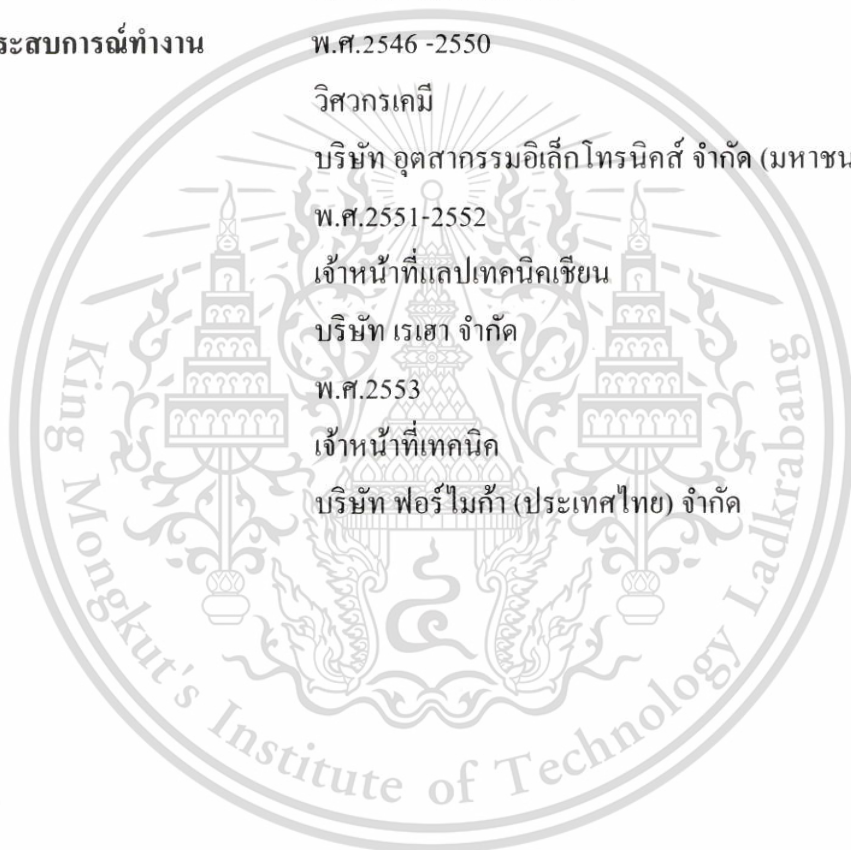 ระสบการณ์ทำงาน พ.ศ.2546 -2550
วิศวกรเคมี
บริษัท อุตสากรรมอิเล็กโทรนิคส์ จำกัด (มหาชน
พ.ศ.2551-2552
เจ้าหน้าที่แลปเทคนิคเชียน
บริษัท เรเฮา จำกัด
พ.ศ.2553
เจ้าหน้าที่เทคนิค
บริษัท ฟอร์ไมก้า (ประเทศไทย) จำกัด
King Mongkut's Institute of Technology Ladkrabang